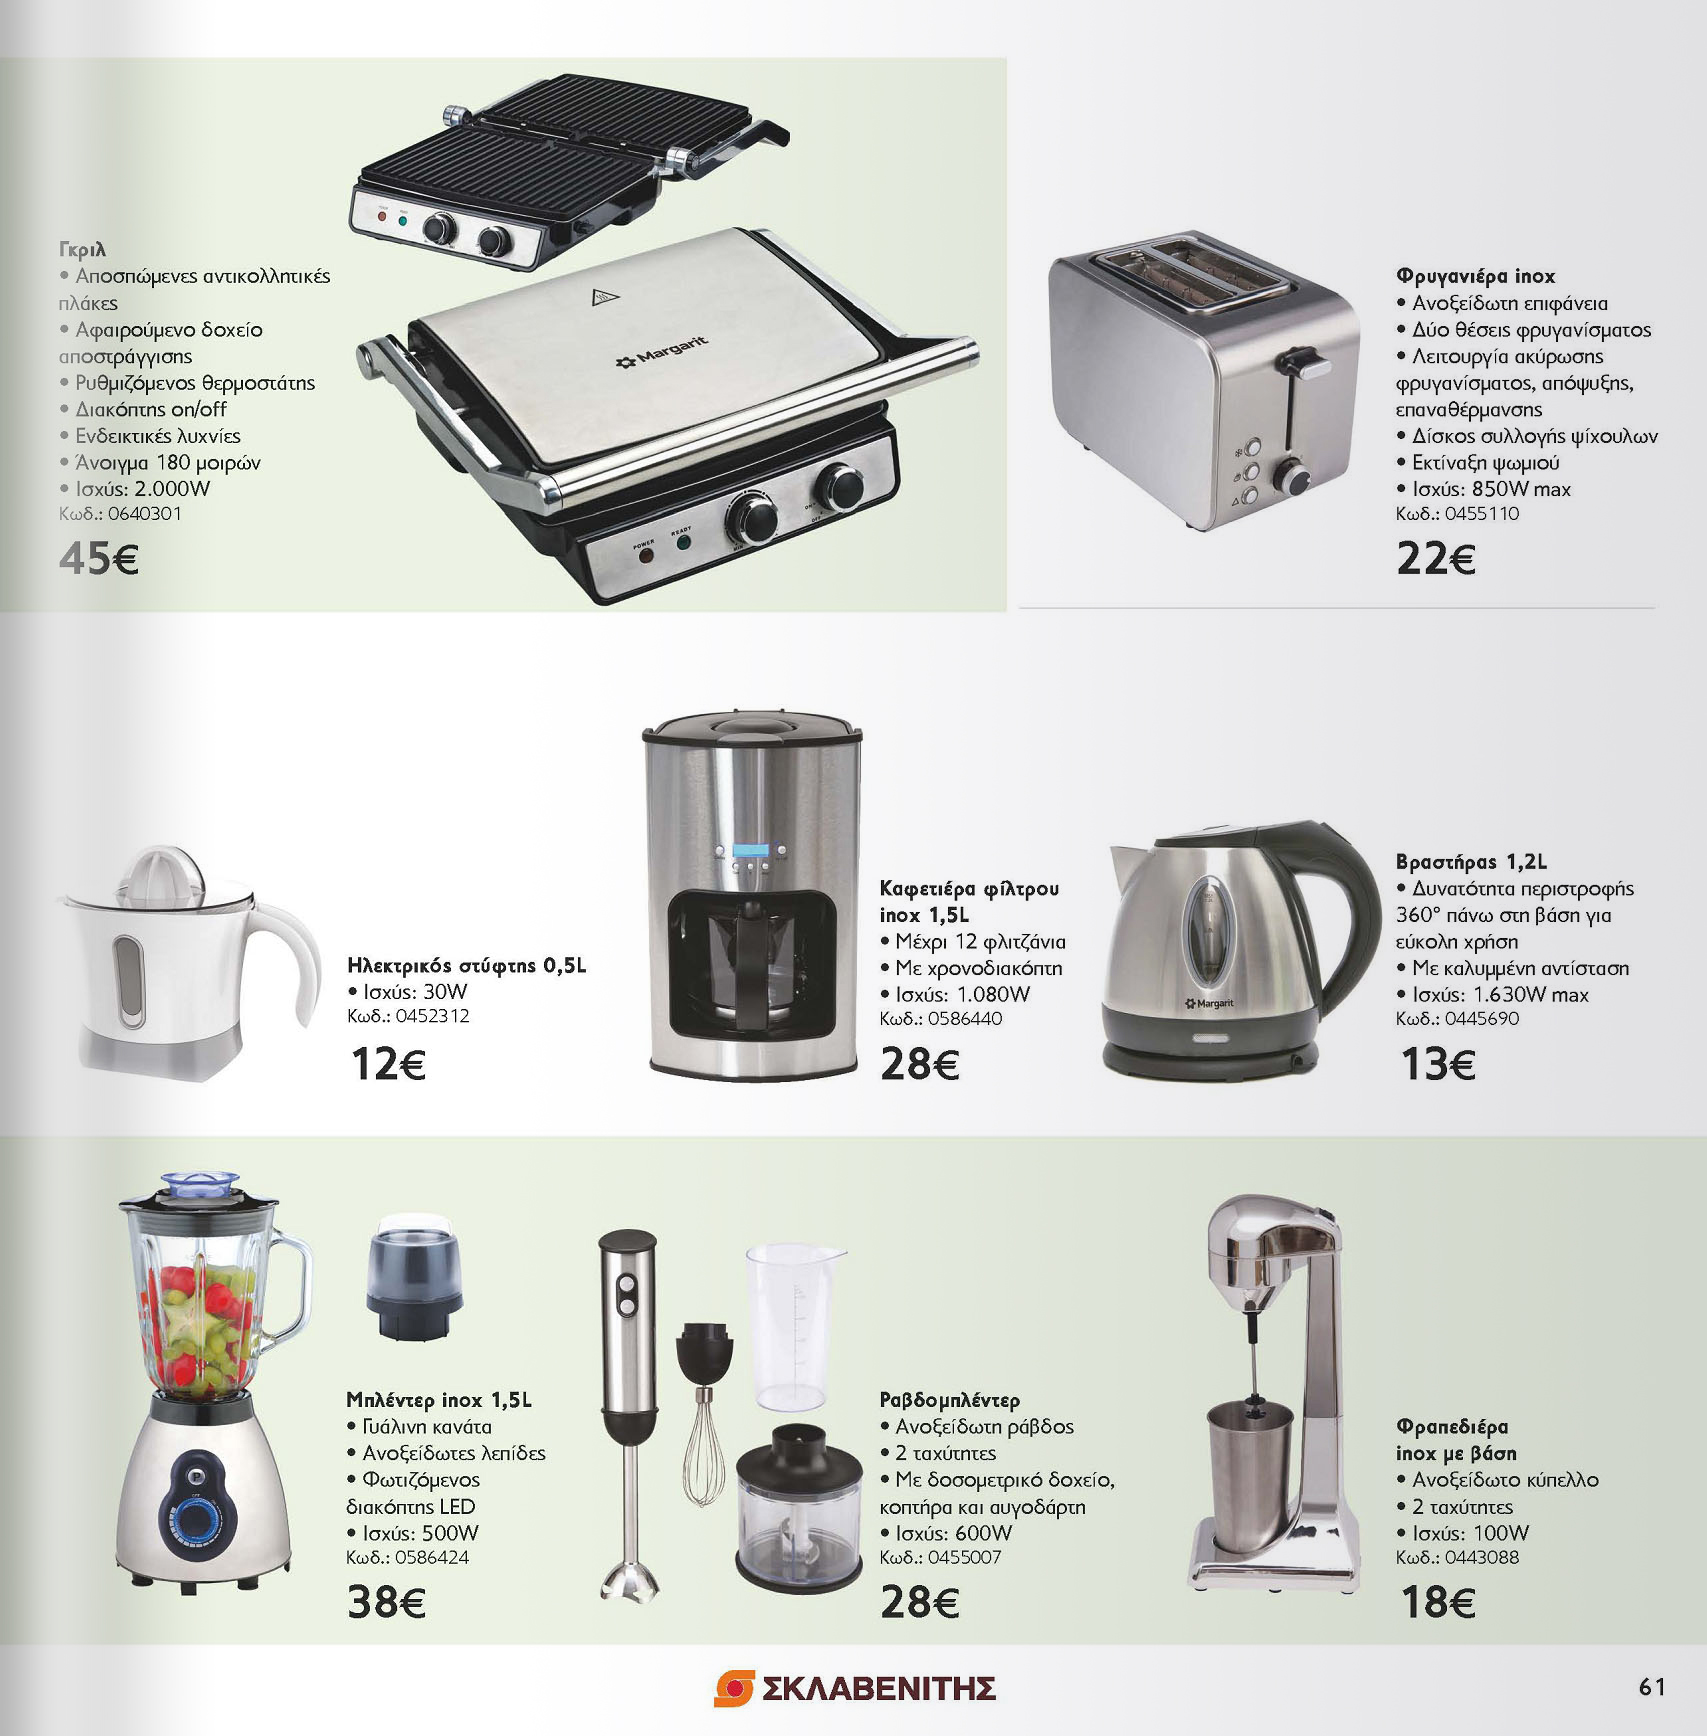 Γκριλ
• Αποσπώμενες αντικολλητικές
πλάκες
• Αφαιρούμενο δοχείο
αποστράγγισης
• Ρυθμιζόμενος θερμοστάτης
• Διακόπτης on/off
• Ενδεικτικές λυχνίες
• Άνοιγμα 180 μοιρών
• Ισχύς: 2.000W
Κωδ.: 0640301
45€
Margarit
POWER
READY
MIN
ON
OFF
Φρυγανιέρα inox
• Ανοξείδωτη επιφάνεια
• Δύο θέσεις φρυγανίσματος
• Λειτουργία ακύρωσης
φρυγανίσματος, απόψυξης,
επαναθέρμανσης
• Δίσκος συλλογής ψίχουλων
• Εκτίναξη ψωμιού
• Ισχύς: 850W max
Κωδ.: 0455110
22€
Ηλεκτρικός στύφτης 0,5L
• Ισχύς: 30W
Κωδ.: 0452312
12€
Καφετιέρα φίλτρου
inox 1,5L
• Μέχρι 12 φλιτζάνια
• Με χρονοδιακόπτη
• Ισχύς: 1.080W
Κωδ.: 0586440
28€
Margarit
Βραστήρας 1,2L
• Δυνατότητα περιστροφής
360° πάνω στη βάση για
εύκολη χρήση
• Με καλυμμένη αντίσταση
• Ισχύς: 1.630W max
Κωδ.: 0445690
13€
P
Μπλέντερ inox 1,5L
• Γυάλινη κανάτα
• Ανοξείδωτες λεπίδες
• Φωτιζόμενος
διακόπτης LED
• Ισχύς: 500W
Κωδ.: 0586424
38€
Ραβδομπλέντερ
• Ανοξείδωτη ράβδος
• 2 ταχύτητες
• Με δοσομετρικό δοχείο,
κοπτήρα και αυγοδάρτη
• Ισχύς: 600W
Κωδ.: 0455007
28€
Φραπεδιέρα
inox με βάση
• Ανοξείδωτο κύπελλο
• 2 ταχύτητες
• Ισχύς: 100W
Κωδ.: 0443088
18€
ΣΚΛΑΒΕΝΙΤΗΣ
61